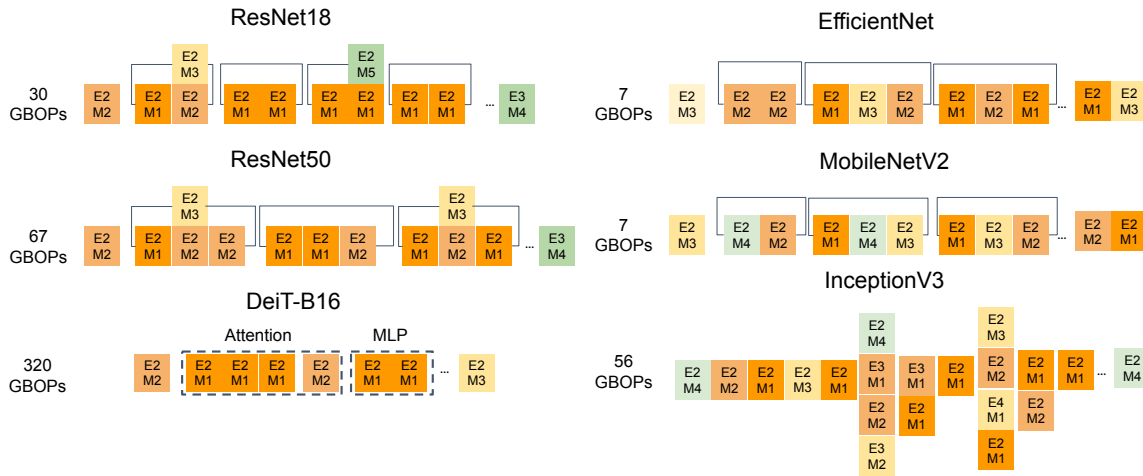 ResNet18
E2 E2
M3 M5
30 GBOPs
E2 E2 E2 E2 E2 E2 E2 E2 E2 ... E3
M2 M1 M2 M1 M1 M1 M1 M1 M1 M4
ResNet50
E2 E2
M3 M3
67 GBOPs
E2 E2 E2 E2 E2 E2 E2 E2 E2 E2 ... E3
M2 M1 M2 M2 M1 M1 M2 M1 M2 M1 M4
DeiT-B16
Attention MLP
320 GBOPs
E2 E2 E2 E2 E2 E2 E2 ... E2
M2 M1 M1 M1 M2 M1 M1 M3
EfficientNet
7 GBOPs
E2 E2 E2 E2 E2 E2 E2 E2 E2 ... E2 E2
M3 M2 M2 M1 M3 M2 M1 M2 M1 M1 M3
MobileNetV2
7 GBOPs
E2 E2 E2 E2 E2 E2 E2 E2 E2 ... E2 E2
M3 M4 M2 M1 M4 M3 M1 M3 M2 M2 M1
InceptionV3
E2 E2
M4 M3
56 GBOPs
E2 E2 E2 E2 E2 E3 E3 E2 E2 E2 E2 ... E2
M4 M2 M1 M3 M1 M1 M1 M1 M2 M1 M1 M4
E2 E2 E4 E2
M2 M1 M1 M2
E3 E2
M2 M1